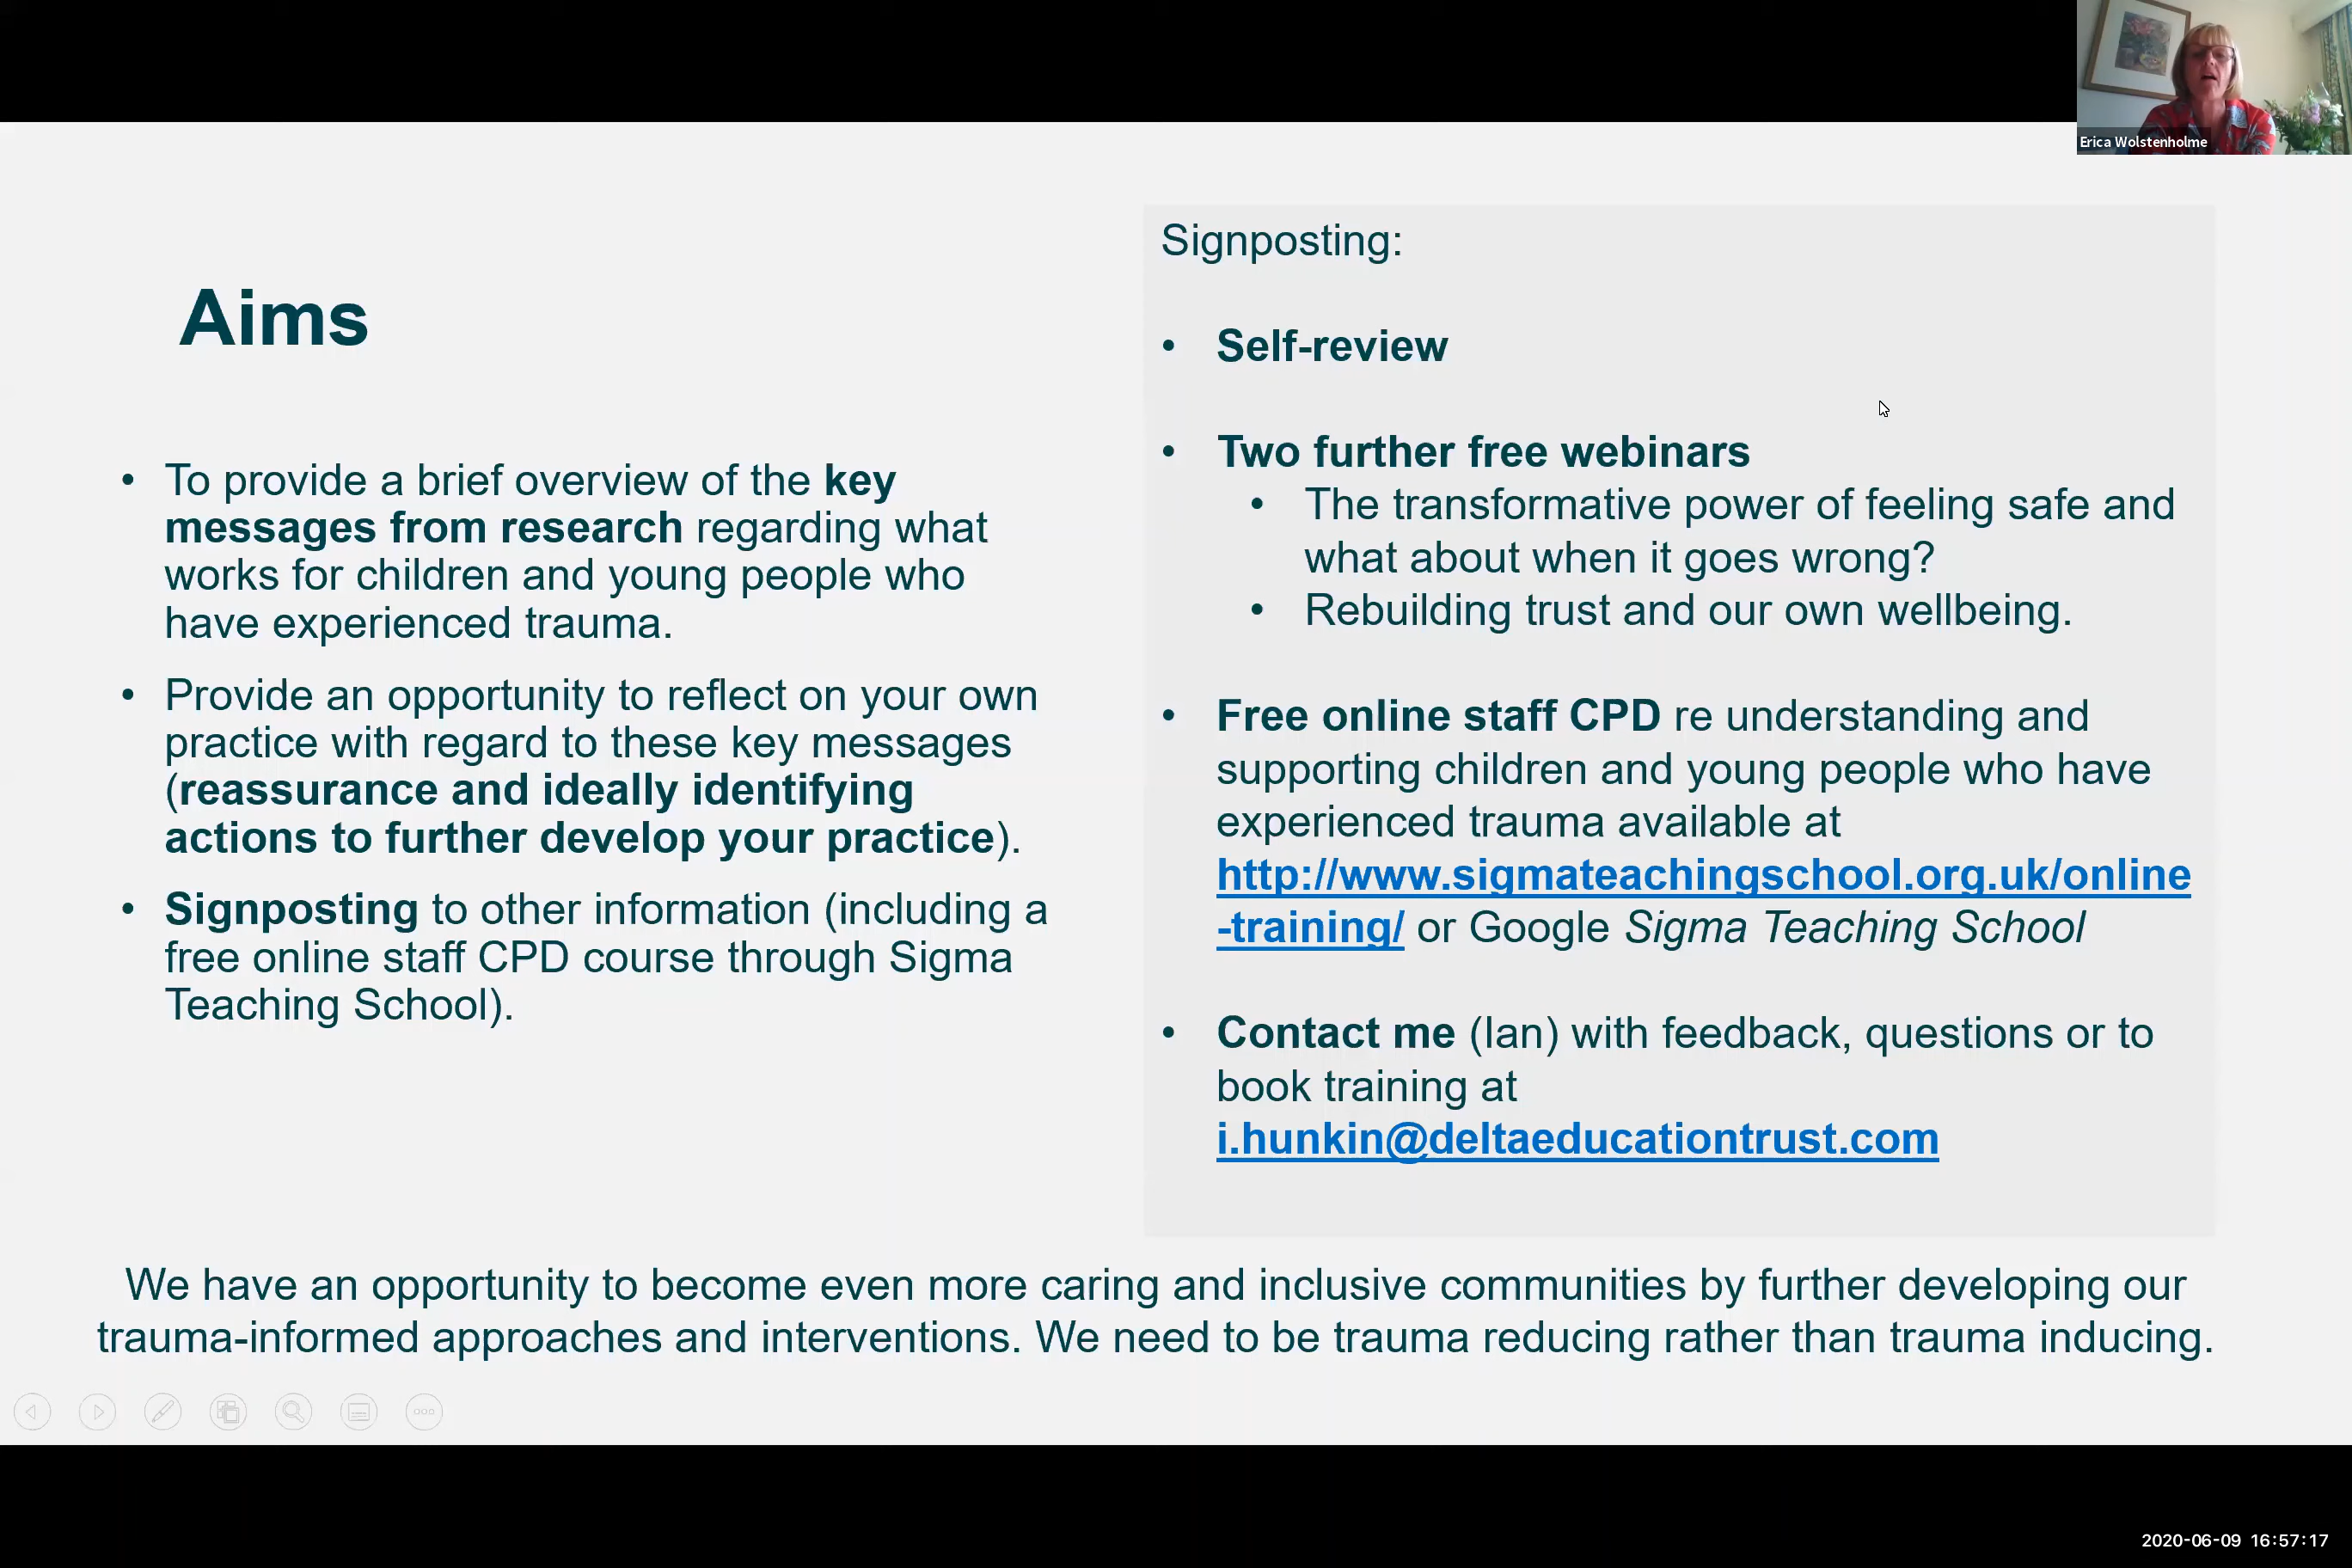 Erica Wolstenholme
Aims
• To provide a brief overview of the key
messages from research regarding what
works for children and young people who
have experienced trauma.
• Provide an opportunity to reflect on your own
practice with regard to these key messages
(reassurance and ideally identifying
actions to further develop your practice).
• Signposting to other information (including a
free online staff CPD course through Sigma
Teaching School).
Signposting:
• Self-review
• Two further free webinars
• The transformative power of feeling safe and
what about when it goes wrong?
• Rebuilding trust and our own wellbeing.
• Free online staff CPD re understanding and
supporting children and young people who have
experienced trauma available at
http://www.sigmateachingschool.org.uk/online
-training/ or Google Sigma Teaching School
• Contact me (Ian) with feedback, questions or to
book training at
i.hunkin@deltaeducationtrust.com
We have an opportunity to become even more caring and inclusive communities by further developing our
trauma-informed approaches and interventions. We need to be trauma reducing rather than trauma inducing.
2020-06-09 16:57:17